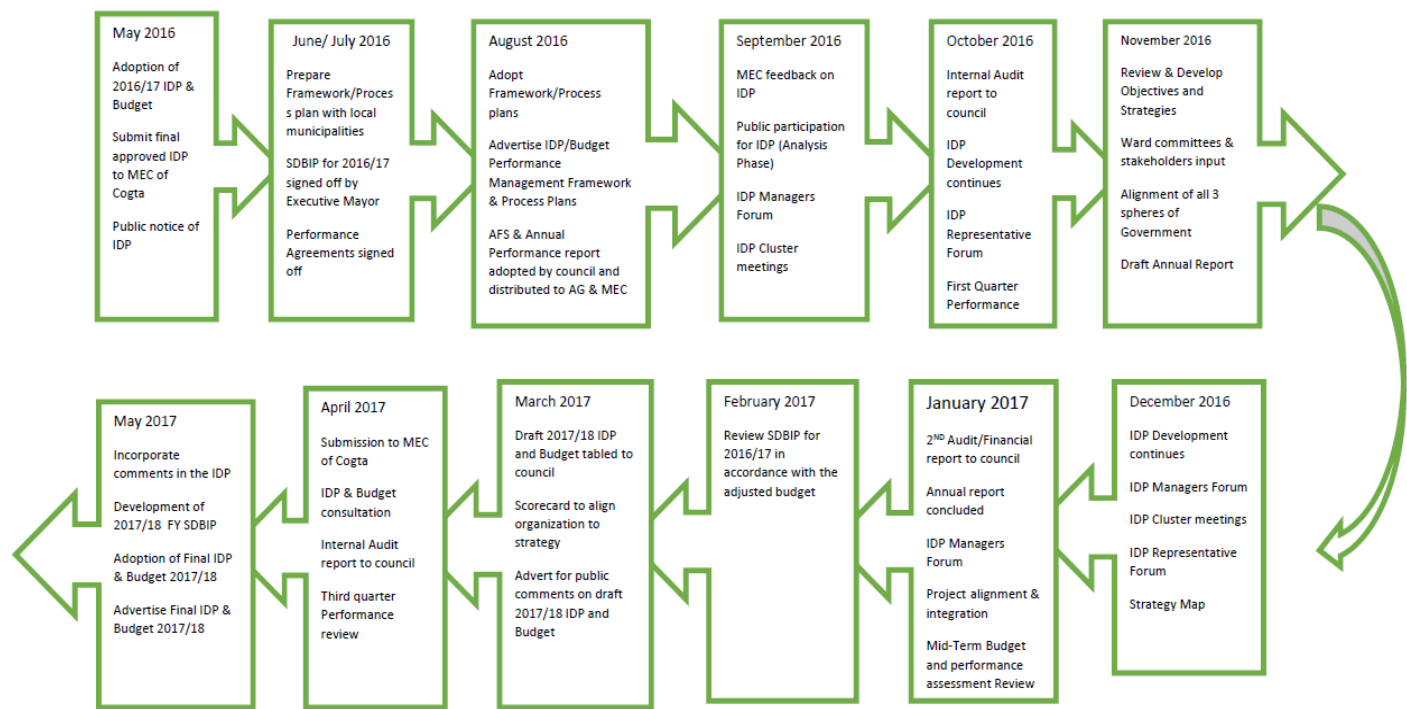 May 2016
Adoption of
2016/17 IDP &
Budget
Submit final
approved IDP
to MEC of
Cogta
Public notice of
IDP
June/ July 2016
Prepare
Framework/Proces
s plan with local
municipalities
SDBIP for 2016/17
signed off by
Executive Mayor
Performance
Agreements signed
off
August 2016
Adopt
Framework/Process
plans
Advertise IDP/Budget
Performance
Management Framework
& Process Plans
AFS & Annual
Performance report
adopted by council and
distributed to AG & MEC
September 2016
MEC feedback on
IDP
Public participation
for IDP (Analysis
Phase)
IDP Managers
Forum
IDP Cluster
meetings
October 2016
Internal Audit
report to
council
IDP
Development
continues
IDP
Representative
Forum
First Quarter
Performance
November 2016
Review & Develop
Objectives and
Strategies
Ward committees &
stakeholders input
Alignment of all 3
spheres of
Government
Draft Annual Report
December 2016
IDP Development
continues
IDP Managers Forum
IDP Cluster meetings
IDP Representative
Forum
Strategy Map
January 2017
2ND Audit/Financial
report to council
Annual report
concluded
IDP Managers
Forum
Project alignment &
integration
Mid-Term Budget
and performance
assessment Review
February 2017
Review SDBIP for
2016/17 in
accordance with the
adjusted budget
March 2017
Draft 2017/18 IDP
and Budget tabled to
council
Scorecard to align
organization to
strategy
Advert for public
comments on draft
2017/18 IDP and
Budget
April 2017
Submission to MEC
of Cogta
IDP & Budget
consultation
Internal Audit
report to council
Third quarter
Performance
review
May 2017
Incorporate
comments in the IDP
Development of
2017/18 FY SDBIP
Adoption of Final IDP
& Budget 2017/18
Advertise Final IDP &
Budget 2017/18